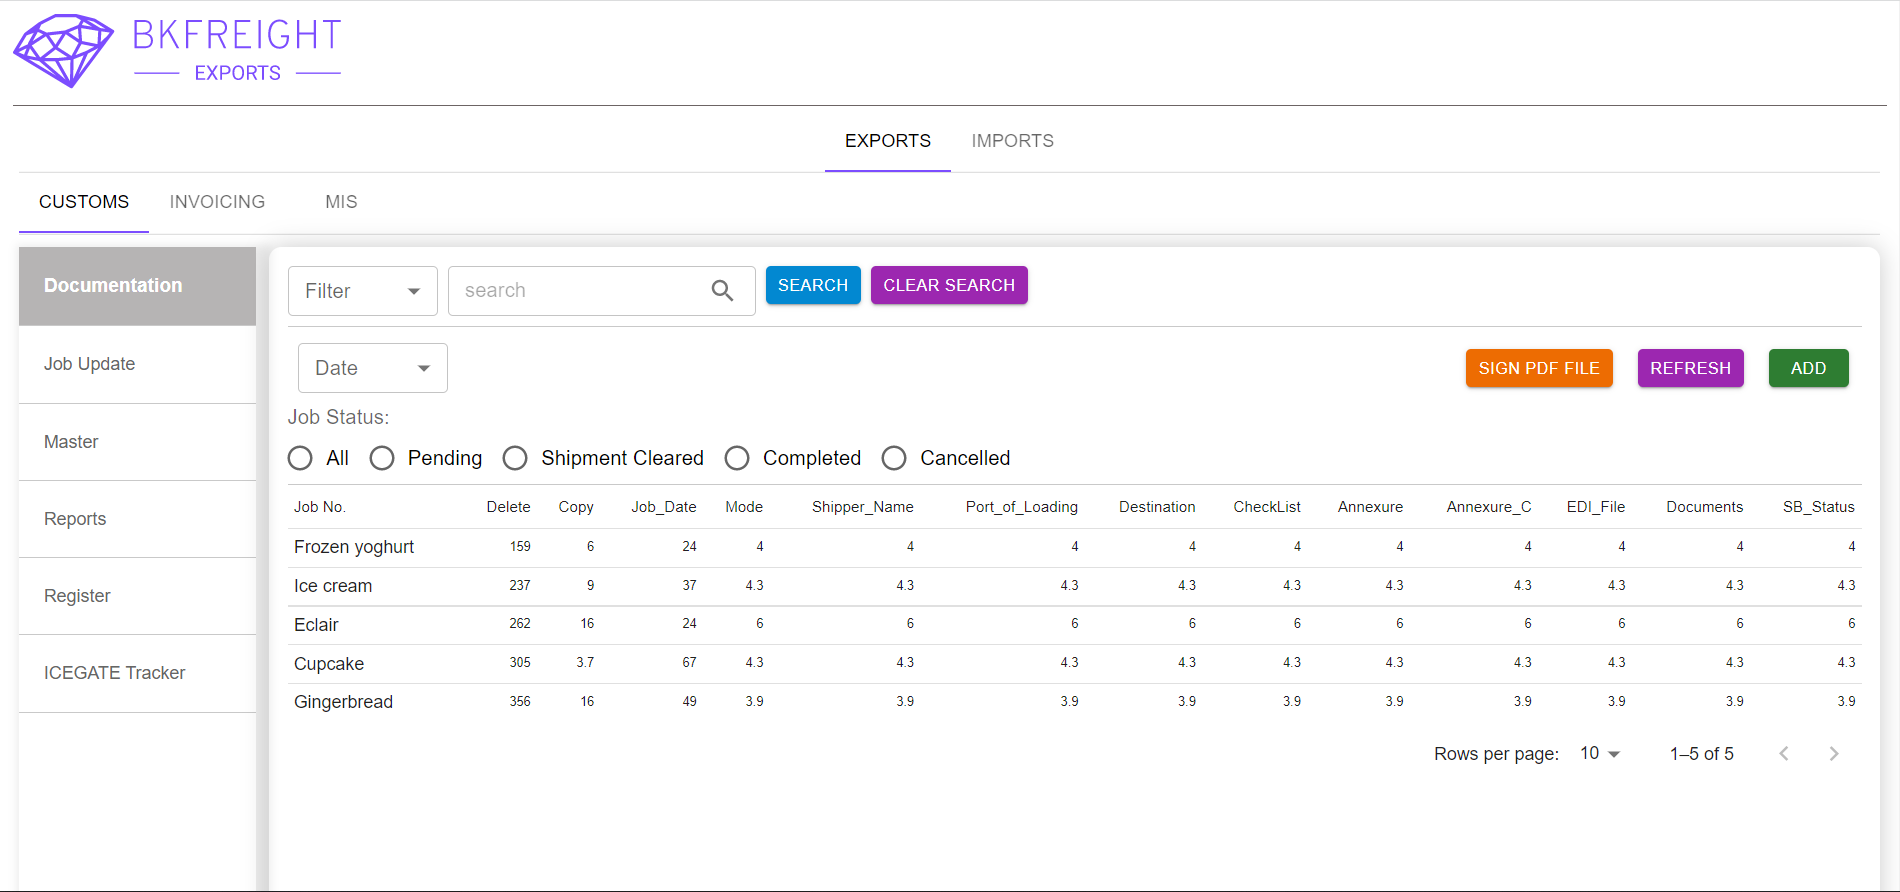 BKFREIGHT
EXPORTS
EXPORTS IMPORTS
CUSTOMS INVOICING MIS
Documentation
Job Update
Master
Reports
Register
ICEGATE Tracker
Filter search SEARCH CLEAR SEARCH
Date SIGN PDF FILE REFRESH ADD
Job Status:
All Pending Shipment Cleared Completed Cancelled
Job No. Delete Copy Job_Date Mode Shipper_Name Port_of_Loading Destination CheckList Annexure Annexure_C EDI_File Documents SB_Status
Frozen yoghurt 159 6 24 4 4 4 4 4 4 4 4 4 4
Ice cream 237 9 37 4.3 4.3 4.3 4.3 4.3 4.3 4.3 4.3 4.3 4.3
Eclair 262 16 24 6 6 6 6 6 6 6 6 6 6
Cupcake 305 3.7 67 4.3 4.3 4.3 4.3 4.3 4.3 4.3 4.3 4.3 4.3
Gingerbread 356 16 49 3.9 3.9 3.9 3.9 3.9 3.9 3.9 3.9 3.9 3.9
Rows per page: 10 1–5 of 5